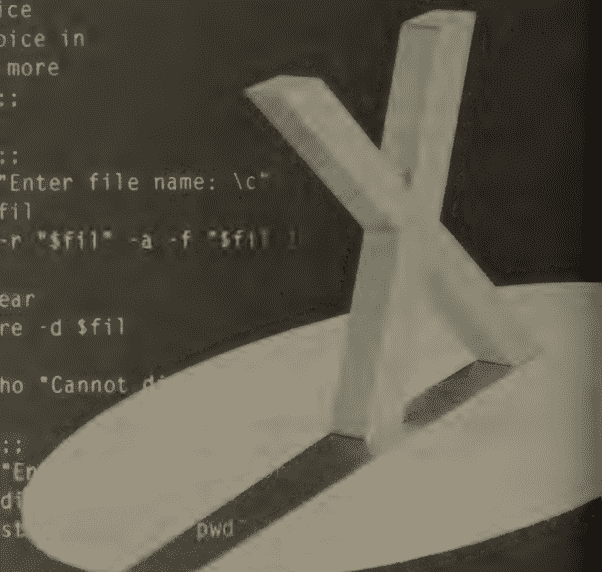 ice
oice in
more
;;
;;
"Enter file name: \c"
fil
-r "$fil" -a -f "$fil
ear
re -d $fil
ho "Cannot di
;;
"En
di
st pwd
X